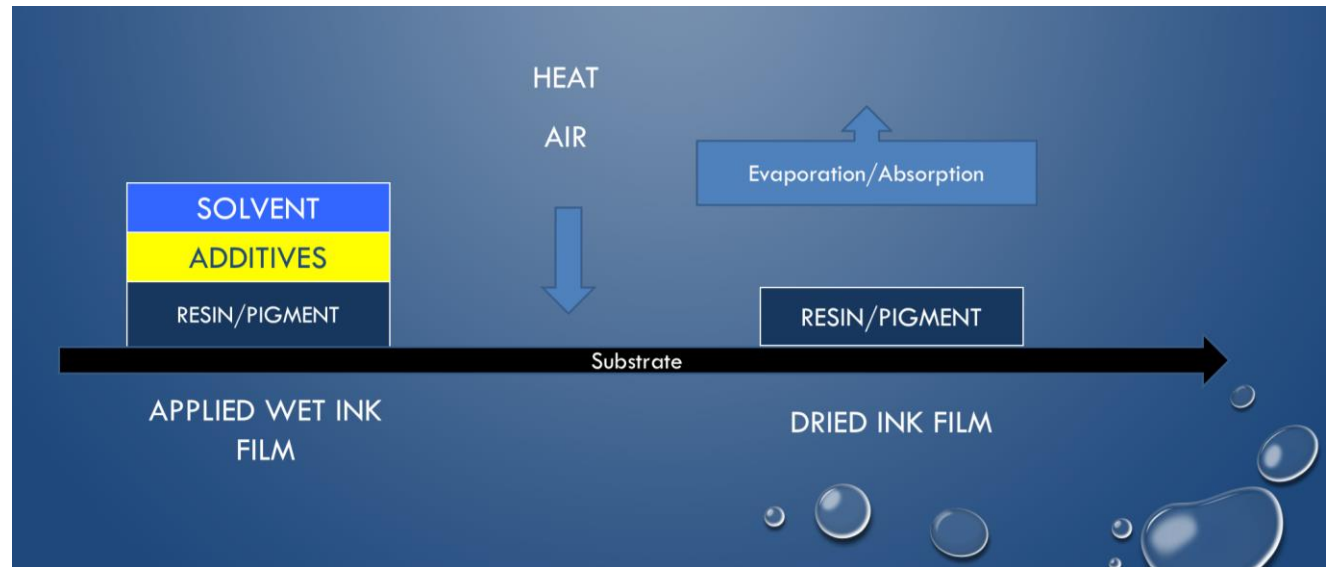 HEAT
AIR
Evaporation/Absorption
SOLVENT
ADDITIVES
RESIN/PIGMENT
RESIN/PIGMENT
Substrate
APPLIED WET INK
FILM
DRIED INK FILM